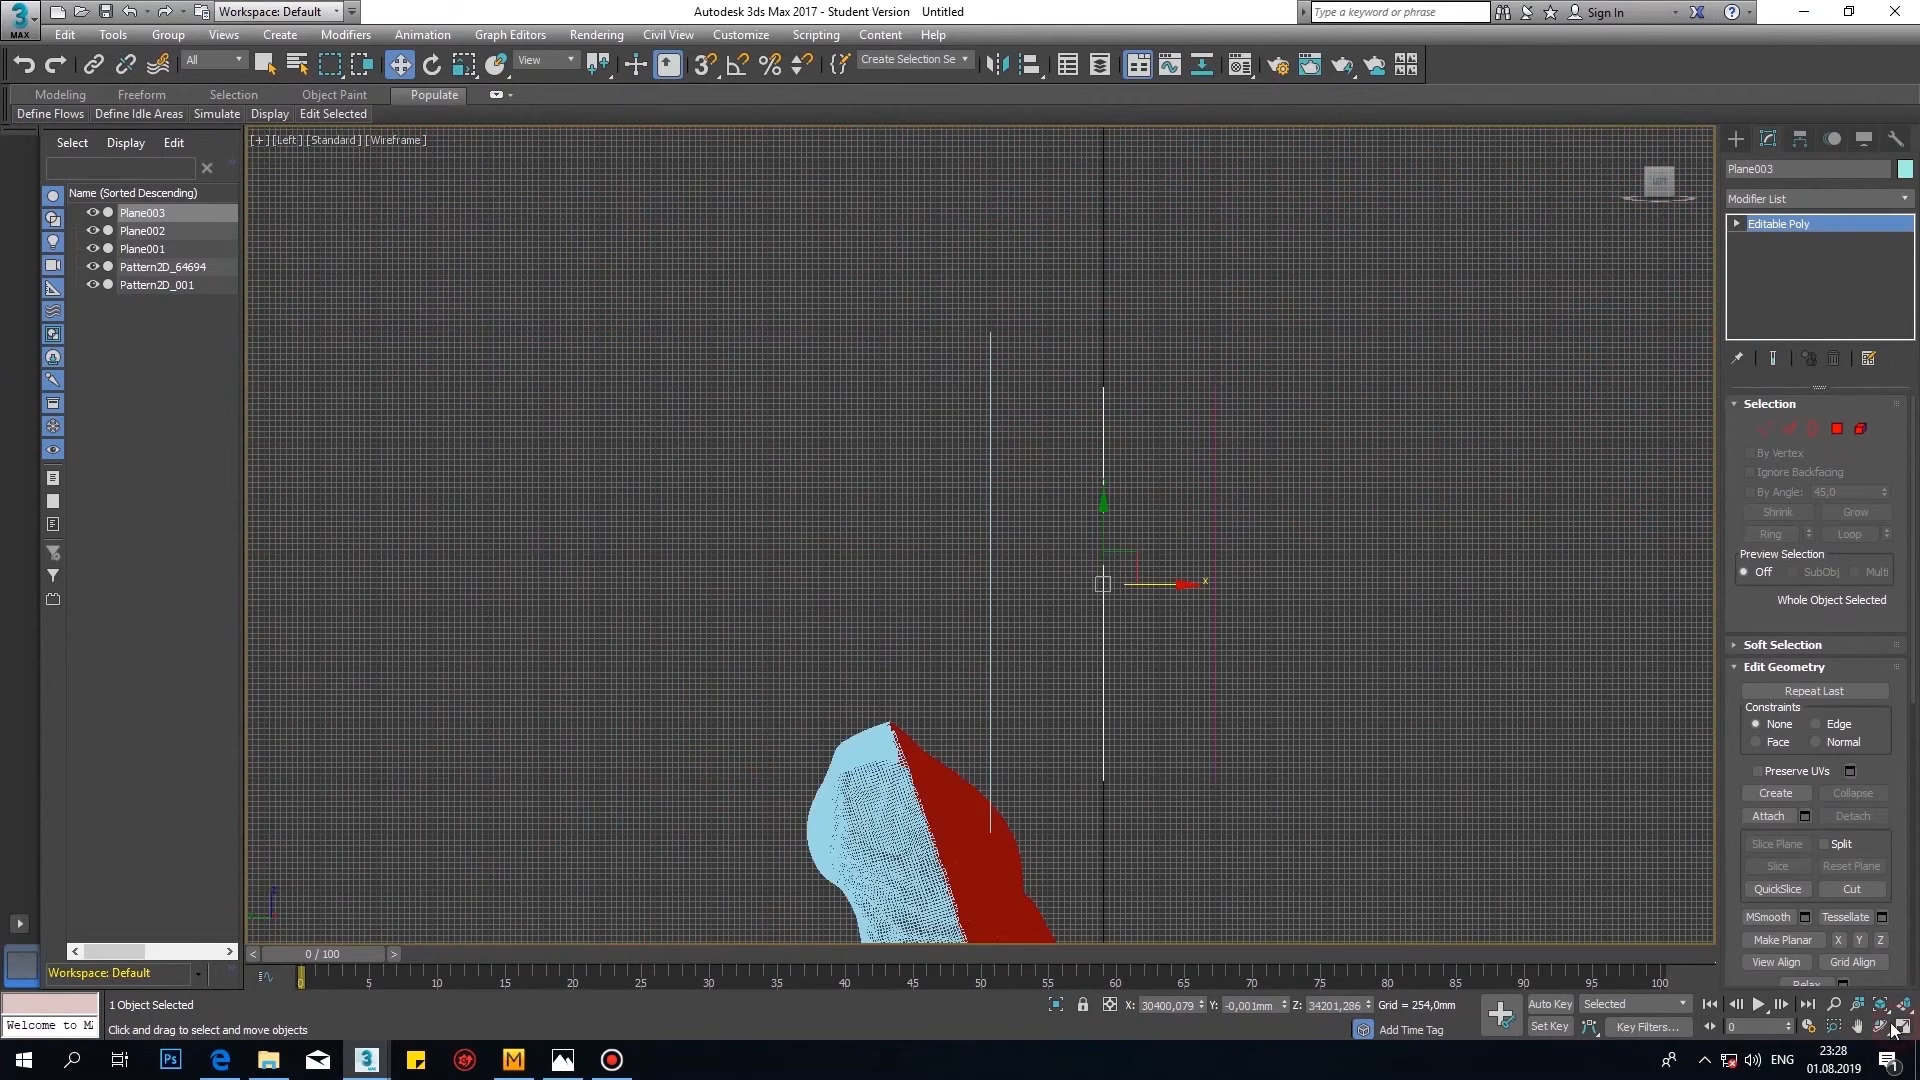 3
MAX
Workspace: Default
Autodesk 3ds Max 2017 - Student Version    Untitled
Type a keyword or phrase
Sign In
Edit
Tools
Group
Views
Create
Modifiers
Animation
Graph Editors
Rendering
Civil View
Customize
Scripting
Content
Help
All
View
Create Selection Se
Modeling
Freeform
Selection
Object Paint
Populate
Define Flows
Define Idle Areas
Simulate
Display
Edit Selected
Select
Display
Edit
[+] [Left] [Standard] [Wireframe]
Name (Sorted Descending)
Plane003
Plane002
Plane001
Pattern2D_64694
Pattern2D_001
x
Plane003
Modifier List
Editable Poly
Selection
By Vertex
Ignore Backfacing
By Angle: 45,0
Shrink
Grow
Ring
Loop
Preview Selection
Off
SubObj
Multi
Whole Object Selected
Soft Selection
Edit Geometry
Repeat Last
Constraints
None
Edge
Face
Normal
Preserve UVs
Create
Collapse
Attach
Detach
Slice Plane
Split
Slice
Reset Plane
QuickSlice
Cut
MSmooth
Tessellate
Make Planar
X
Y
Z
View Align
Grid Align
Relax
0 / 100
Workspace: Default
0 5 10 15 20 25 30 35 40 45 50 55 60 65 70 75 80 85 90 95 100
1 Object Selected
X: 30400,079
Y: -0,001mm
Z: 34201,286
Grid = 254,0mm
Auto Key
Selected
Welcome to M
Click and drag to select and move objects
Add Time Tag
Set Key
Key Filters...
0
Ps
3
M
ENG
23:28
01.08.2019
1